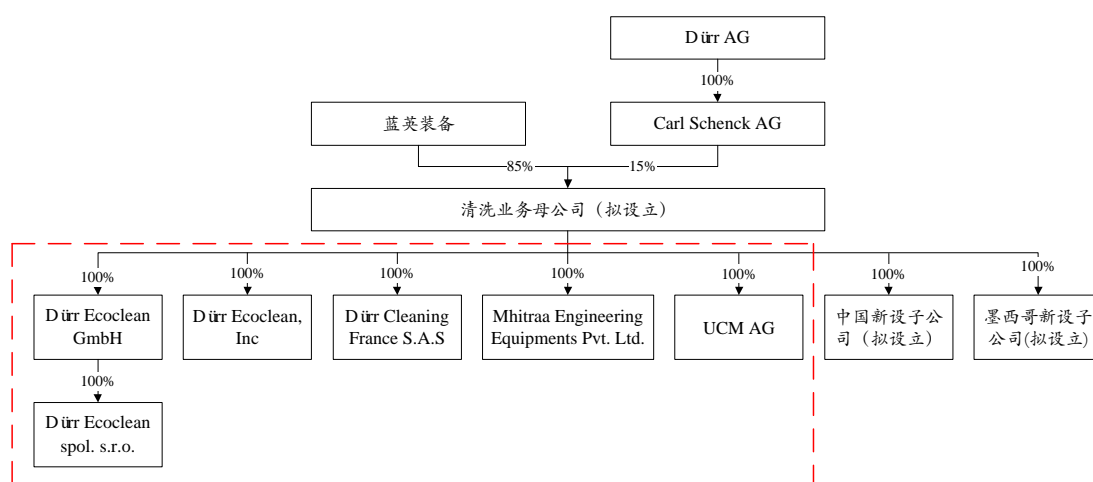 Dürr AG
100%
蓝英装备
Carl Schenck AG
85%
15%
清洗业务母公司（拟设立）
100%
100%
100%
100%
100%
100%
100%
Dürr Ecoclean
GmbH
Dürr Ecoclean,
Inc
Dürr Cleaning
France S.A.S
Mhitraa Engineering
Equipments Pvt. Ltd.
UCM AG
中国新设子公
司（拟设立）
墨西哥新设子
公司(拟设立)
100%
Dürr Ecoclean
spol. s.r.o.